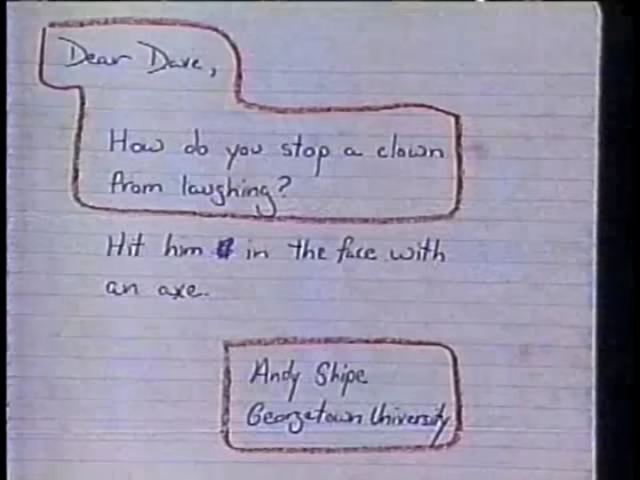 Dear Dave,
How do you stop a clown
from laughing?
Hit him in the face with
an axe.
Andy Shipe
Georgetown University